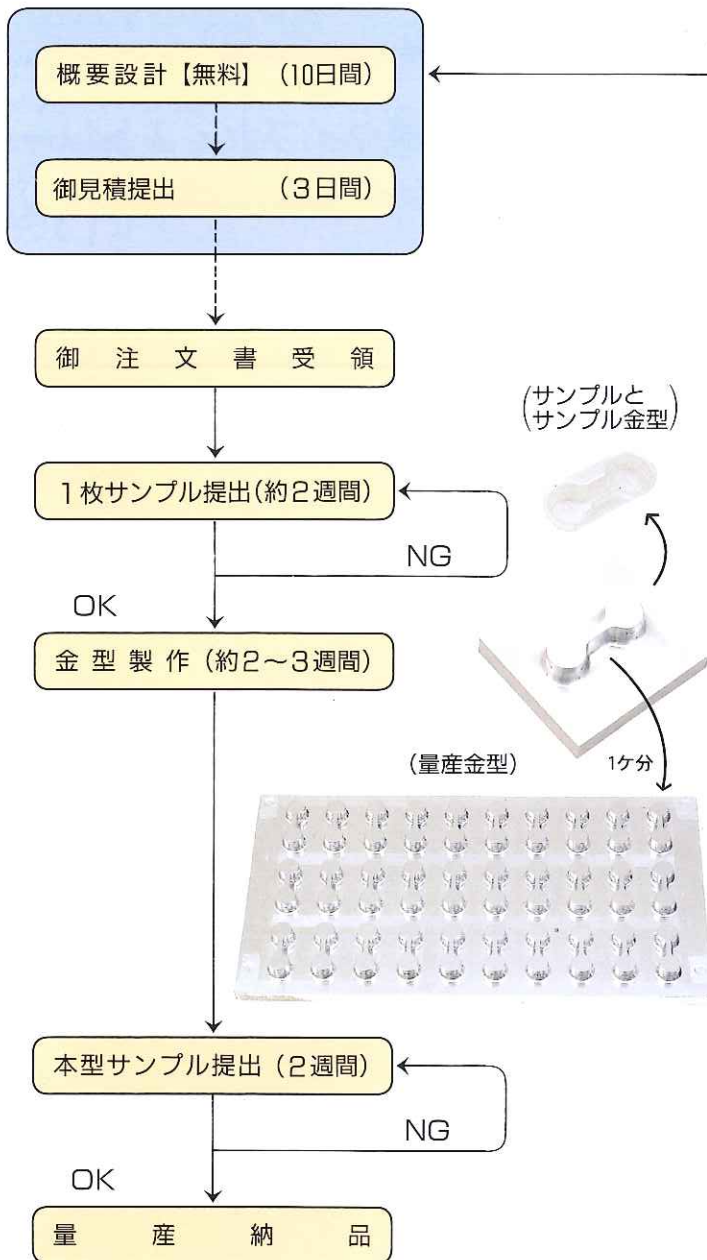 概要設計【無料】（10日間）
御見積提出　　　（３日間）
御注文書受領
（サンプルと
サンプル金型）
１枚サンプル提出（約２週間）
NG
OK
金型製作（約２～３週間）
（量産金型）
1ケ分
本型サンプル提出（２週間）
NG
OK
量産納品